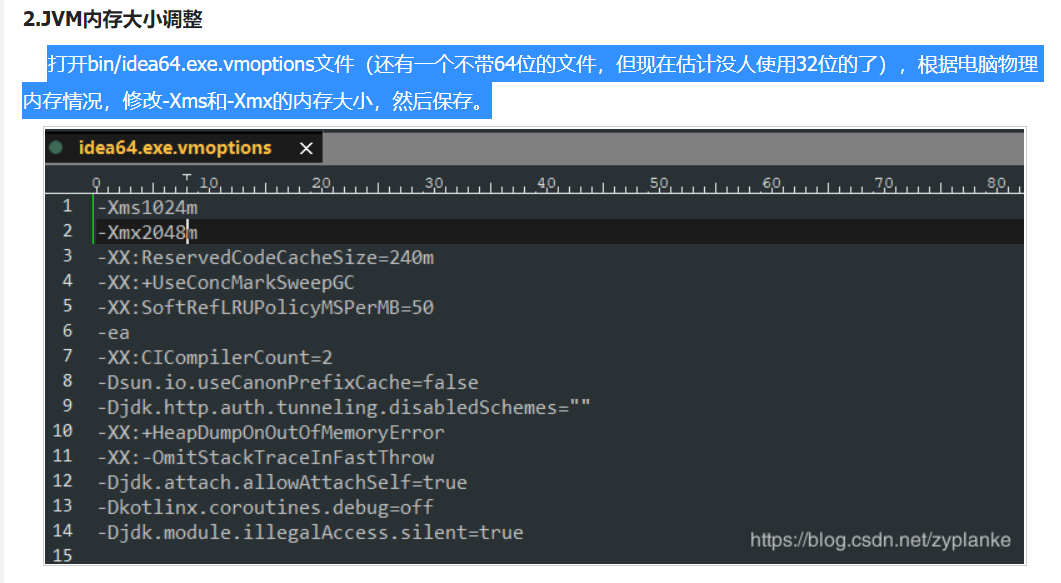 2.JVM内存大小调整
打开bin/idea64.exe.vmoptions文件（还有一个不带64位的文件，但现在估计没人使用32位的了），根据电脑物理
内存情况，修改-Xms和-Xmx的内存大小，然后保存。
idea64.exe.vmoptions
0 10 20 30 40 50 60 70 80
1 -Xms1024m
2 -Xmx2048m
3 -XX:ReservedCodeCacheSize=240m
4 -XX:+UseConcMarkSweepGC
5 -XX:SoftRefLRUPolicyMSPerMB=50
6 -ea
7 -XX:CICompilerCount=2
8 -Dsun.io.useCanonPrefixCache=false
9 -Djdk.http.auth.tunneling.disabledSchemes=""
10 -XX:+HeapDumpOnOutOfMemoryError
11 -XX:-OmitStackTraceInFastThrow
12 -Djdk.attach.allowAttachSelf=true
13 -Dkotlinx.coroutines.debug=off
14 -Djdk.module.illegalAccess.silent=true
15
https://blog.csdn.net/zyplanke